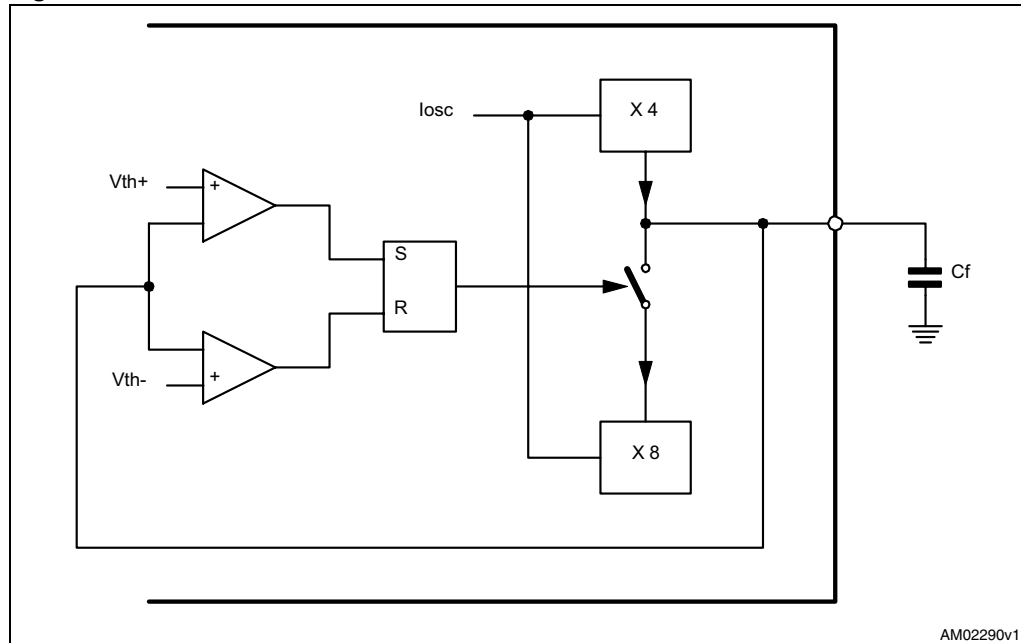 Iosc
X 4
Vth+
+
S
R
Cf
Vth-
+
X 8
AM02290v1